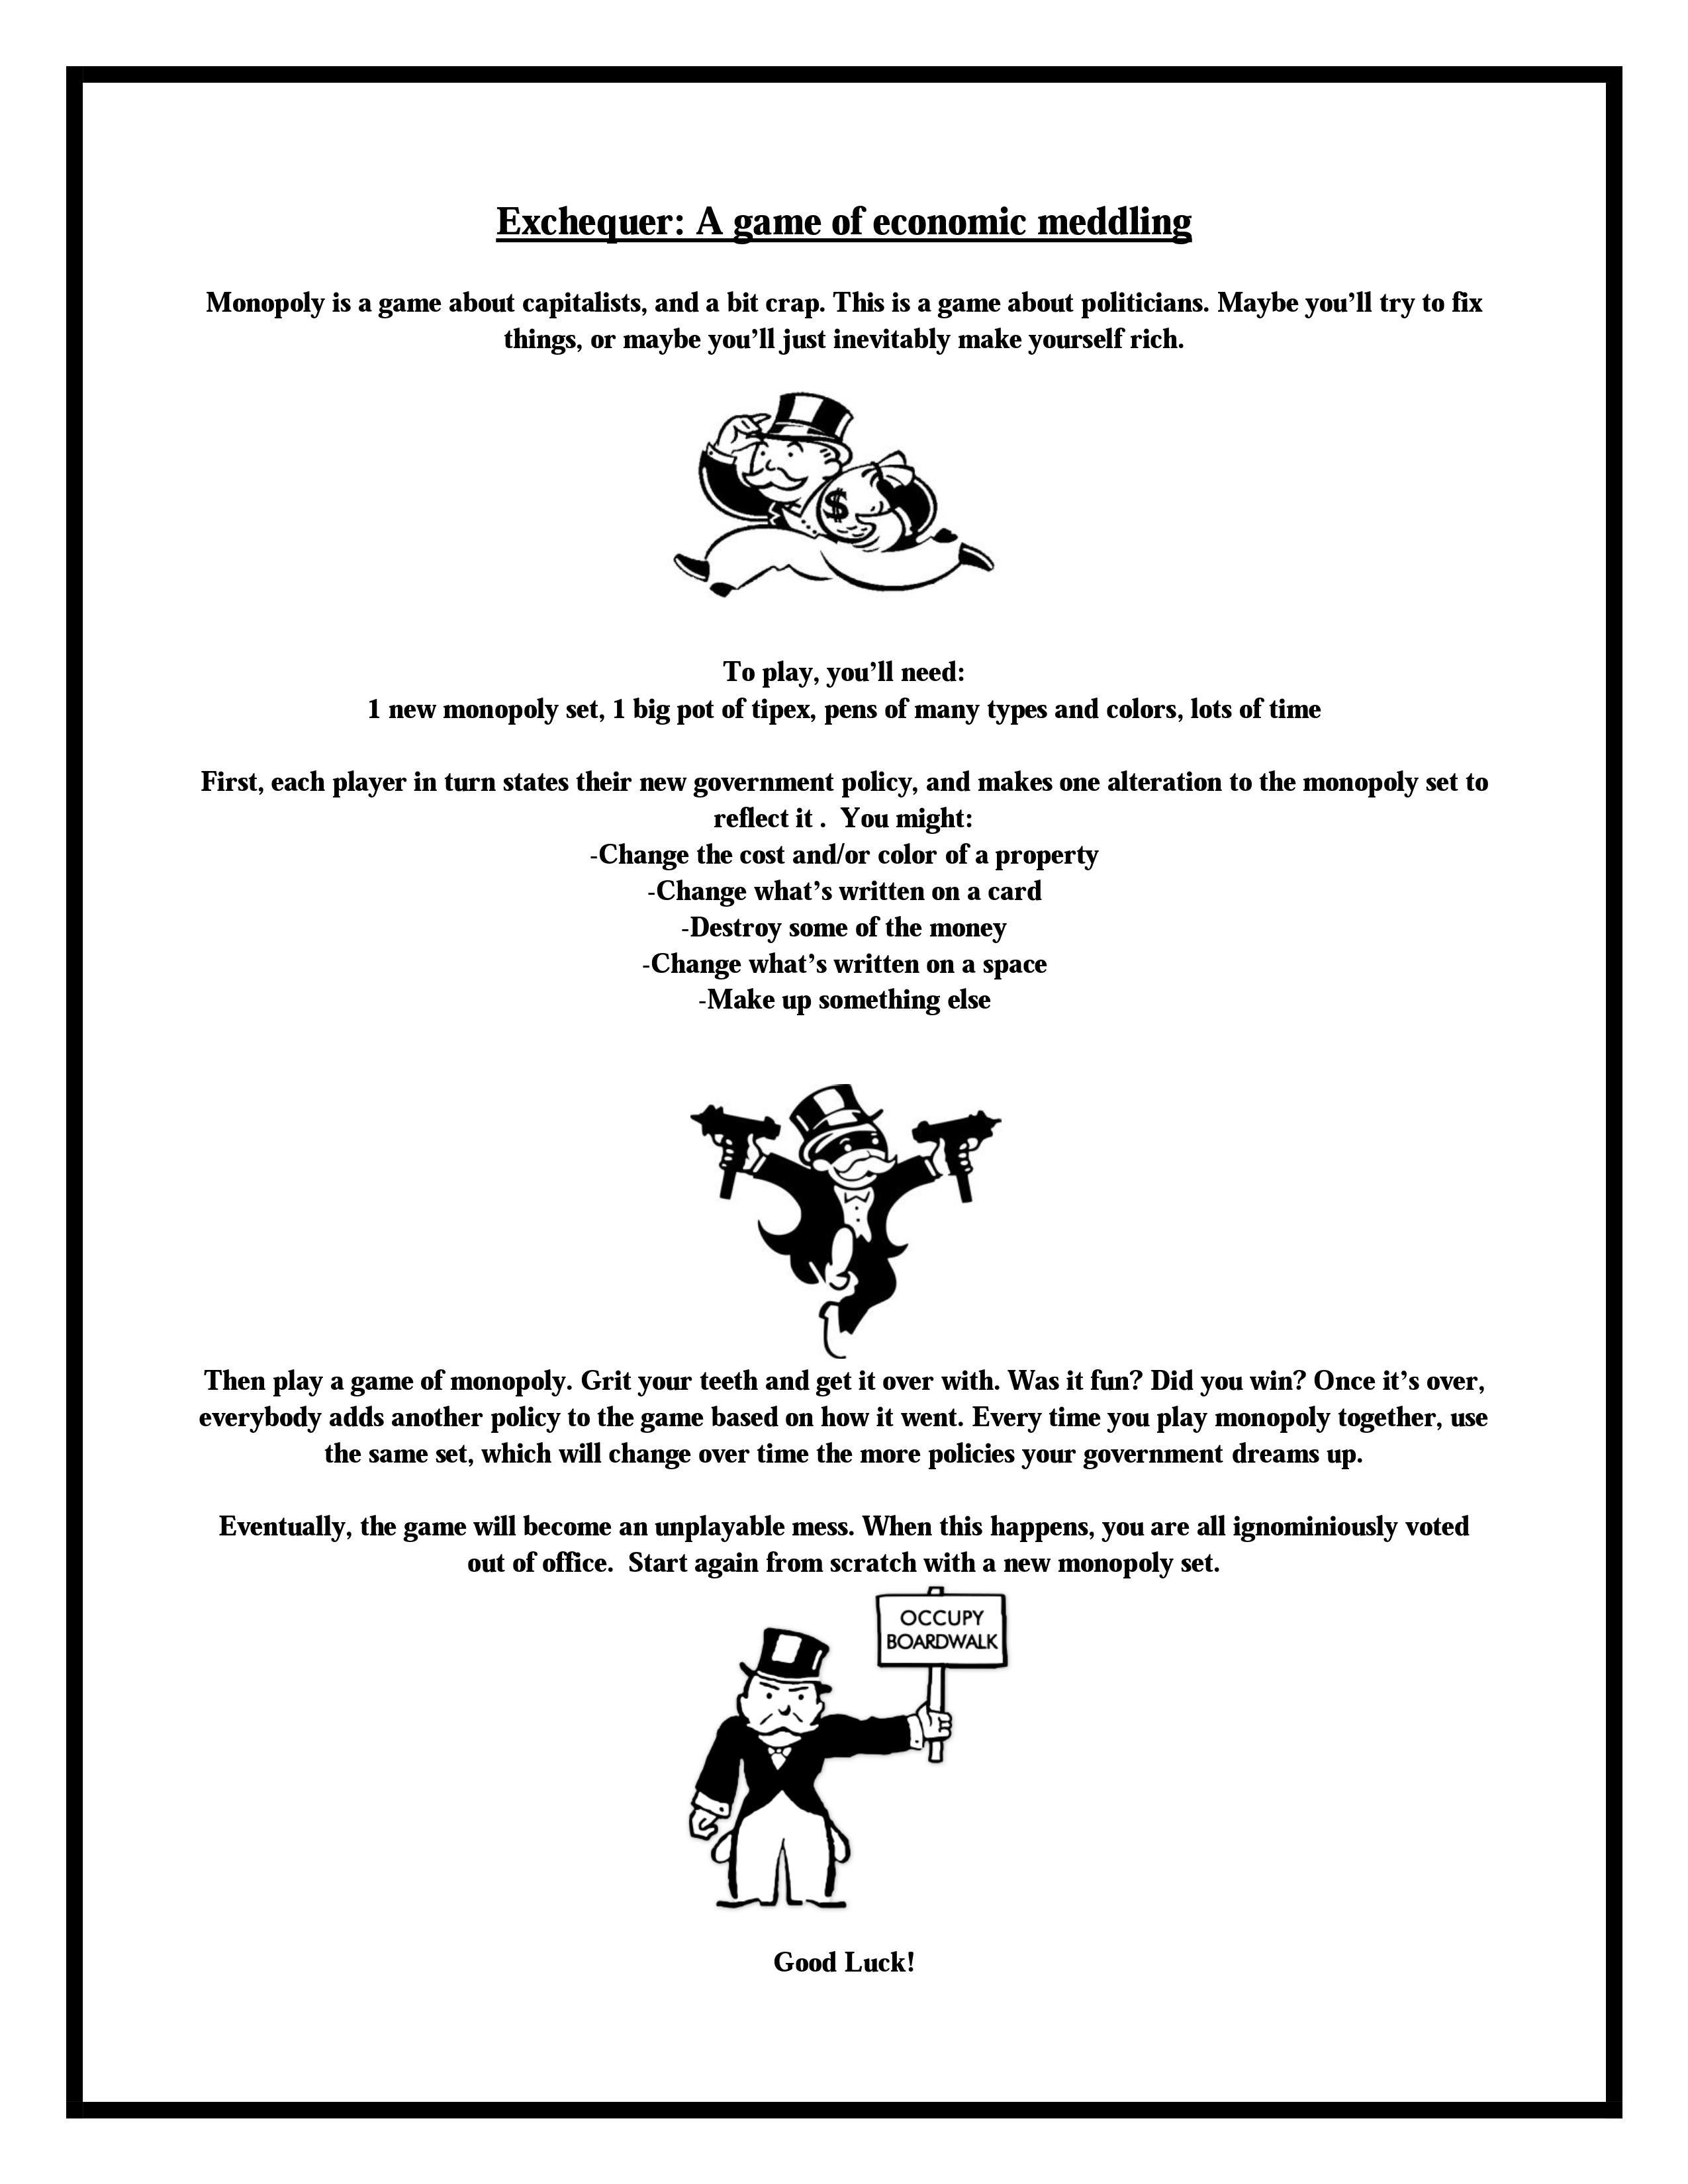 Exchequer: A game of economic meddling
Monopoly is a game about capitalists, and a bit crap. This is a game about politicians. Maybe you’ll try to fix
things, or maybe you’ll just inevitably make yourself rich.
$
To play, you’ll need:
1 new monopoly set, 1 big pot of tipex, pens of many types and colors, lots of time
First, each player in turn states their new government policy, and makes one alteration to the monopoly set to
reflect it .  You might:
-Change the cost and/or color of a property
-Change what’s written on a card
-Destroy some of the money
-Change what’s written on a space
-Make up something else
Then play a game of monopoly. Grit your teeth and get it over with. Was it fun? Did you win? Once it’s over,
everybody adds another policy to the game based on how it went. Every time you play monopoly together, use
the same set, which will change over time the more policies your government dreams up.
Eventually, the game will become an unplayable mess. When this happens, you are all ignominiously voted
out of office.  Start again from scratch with a new monopoly set.
OCCUPY
BOARDWALK
Good Luck!